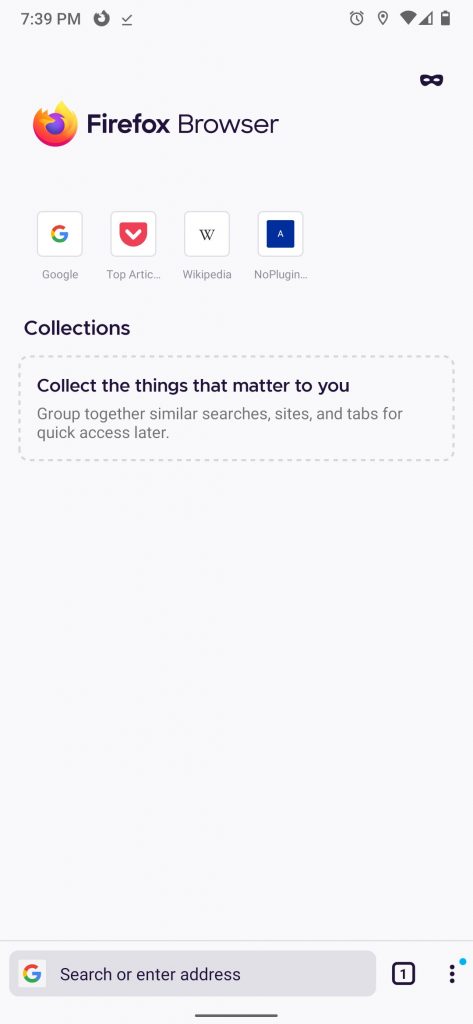 7:39 PM
Firefox Browser
G
W
A
Google
Top Artic...
Wikipedia
NoPlugin...
Collections
Collect the things that matter to you
Group together similar searches, sites, and tabs for
quick access later.
G
Search or enter address
1